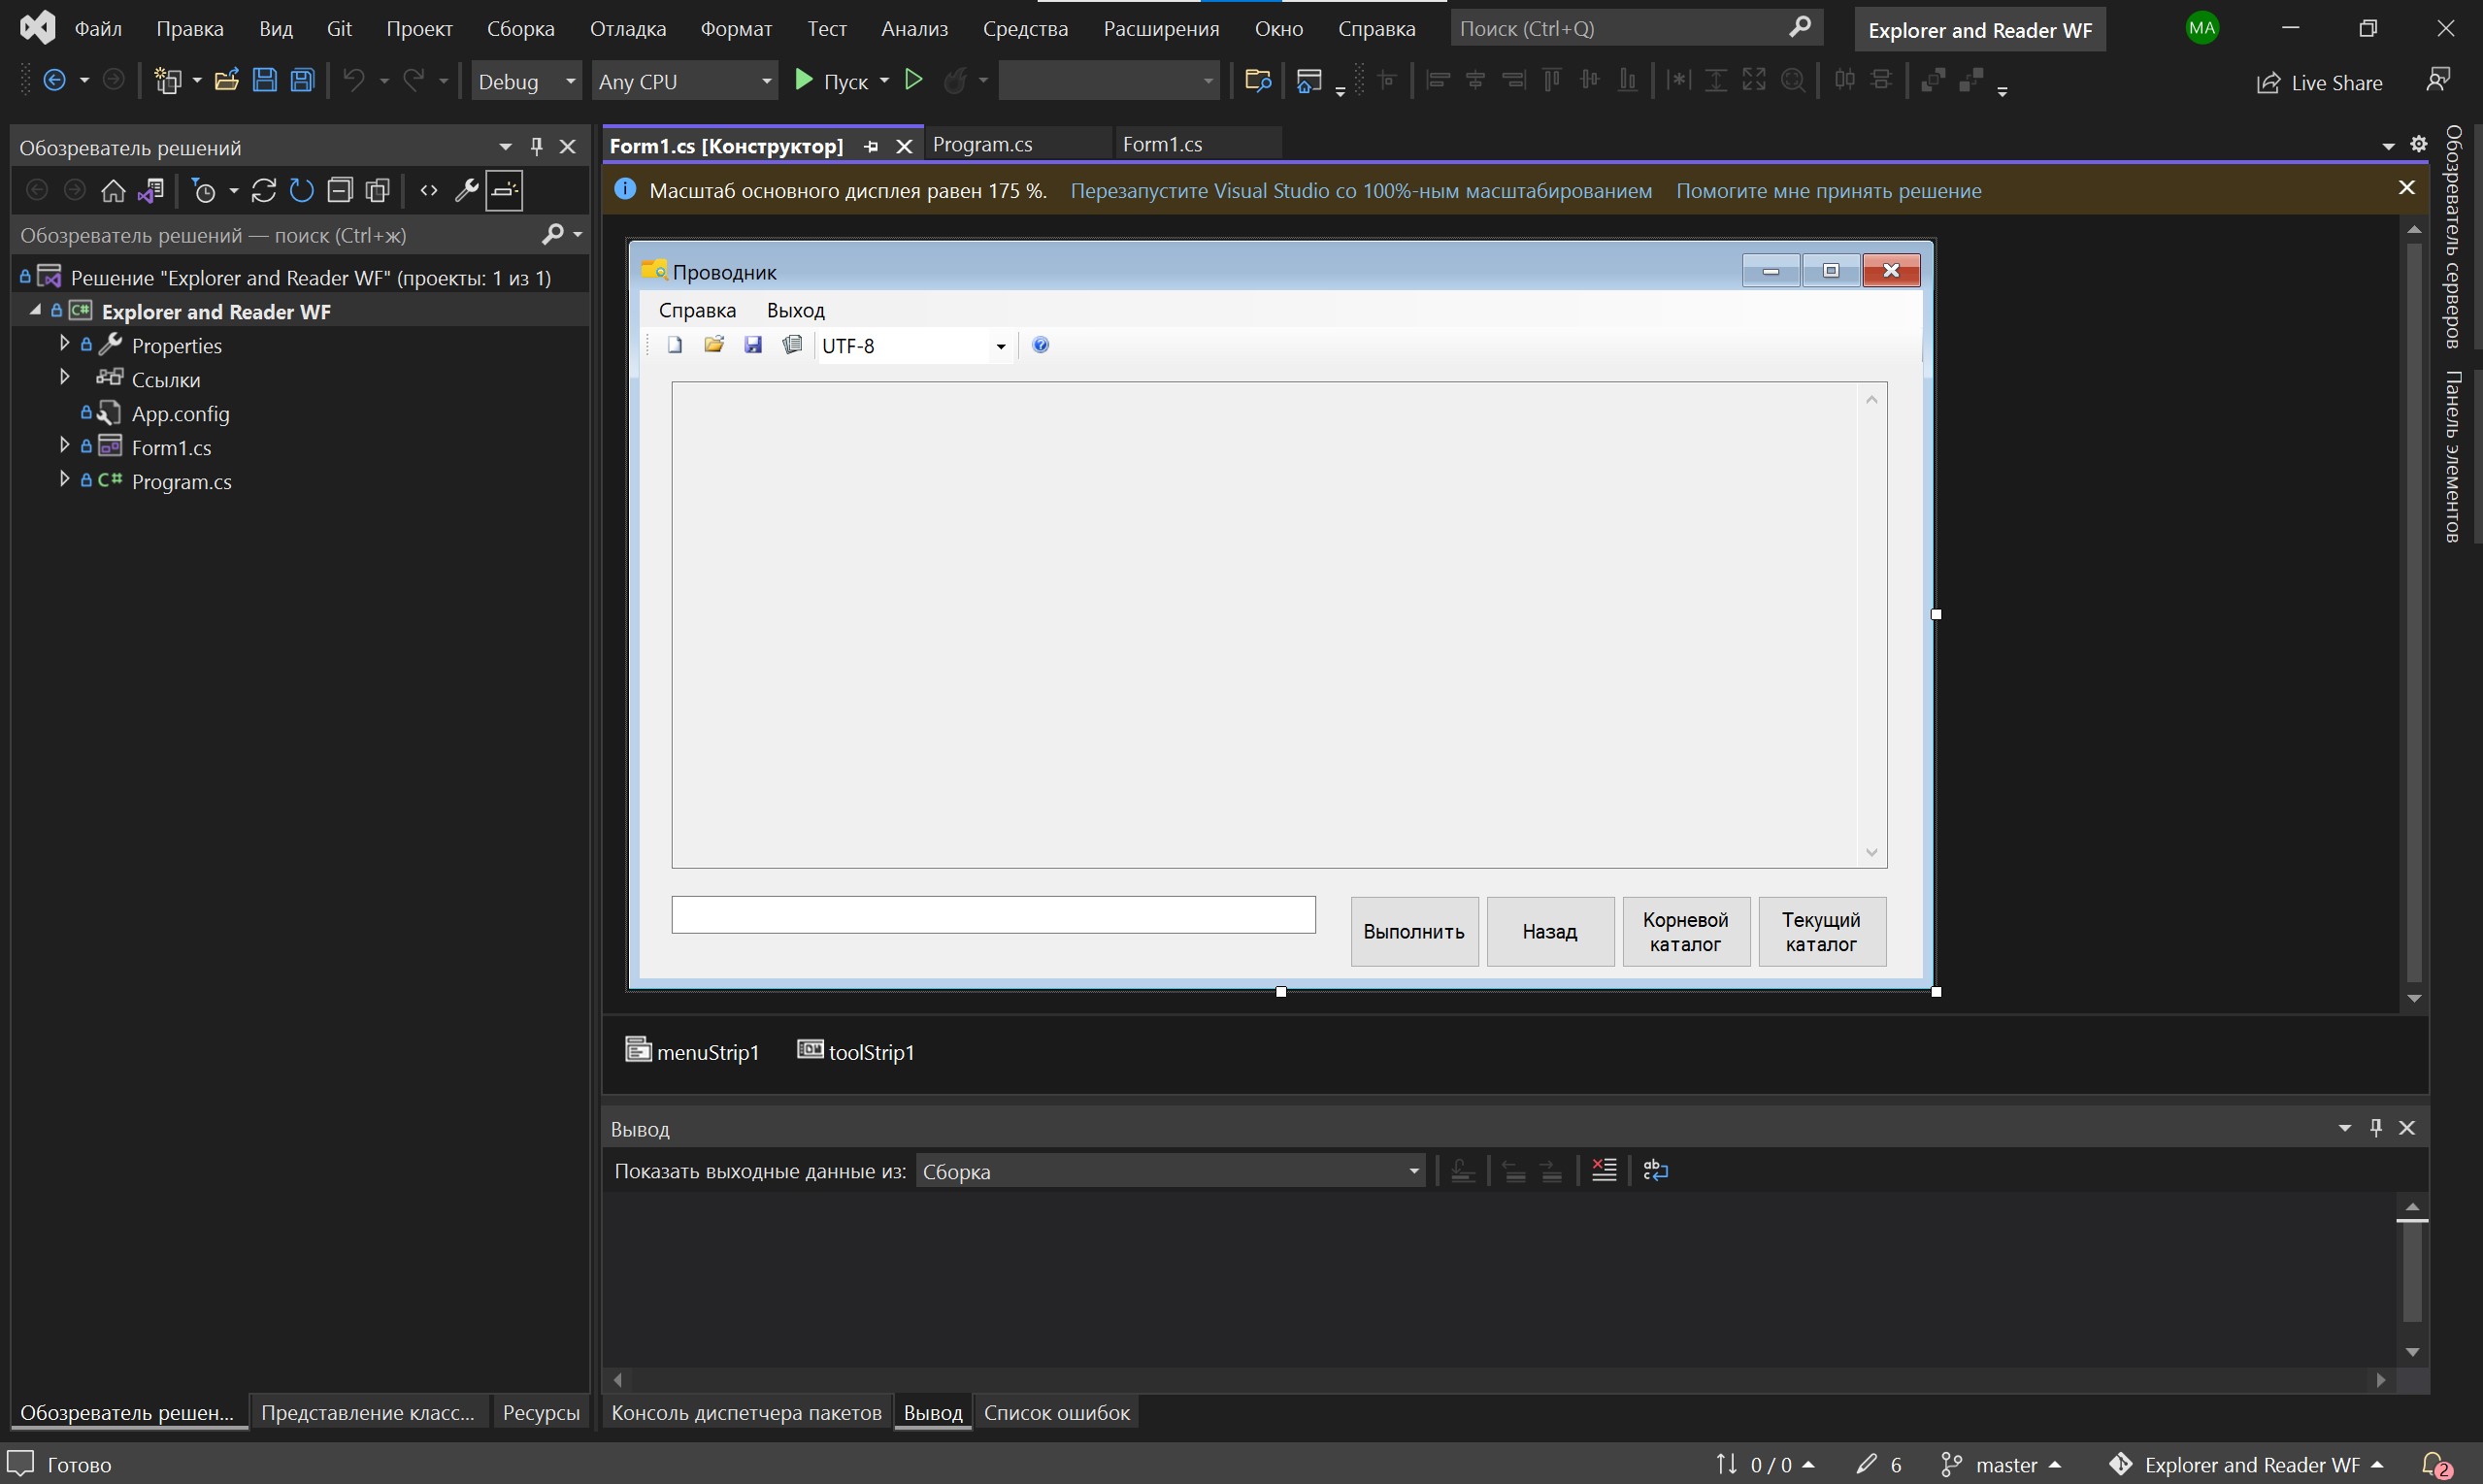 Файл Правка Вид Git Проект Сборка Отладка Формат Тест Анализ Средства Расширения Окно Справка Поиск (Ctrl+Q) Explorer and Reader WF MA
Debug Any CPU Пуск Live Share
Обозреватель решений
Обозреватель решений — поиск (Ctrl+ж)
Решение "Explorer and Reader WF" (проекты: 1 из 1)
Explorer and Reader WF
Properties
Ссылки
App.config
Form1.cs
Program.cs
Form1.cs [Конструктор] Program.cs Form1.cs
Масштаб основного дисплея равен 175 %. Перезапустите Visual Studio со 100%-ным масштабированием Помогите мне принять решение
Проводник
Справка Выход
UTF-8
Выполнить
Назад
Корневой
каталог
Текущий
каталог
menuStrip1 toolStrip1
Вывод
Показать выходные данные из: Сборка
Обозреватель серверов
Панель элементов
Обозреватель решен... Представление класс... Ресурсы
Консоль диспетчера пакетов Вывод Список ошибок
Готово 0 / 0 6 master Explorer and Reader WF 2